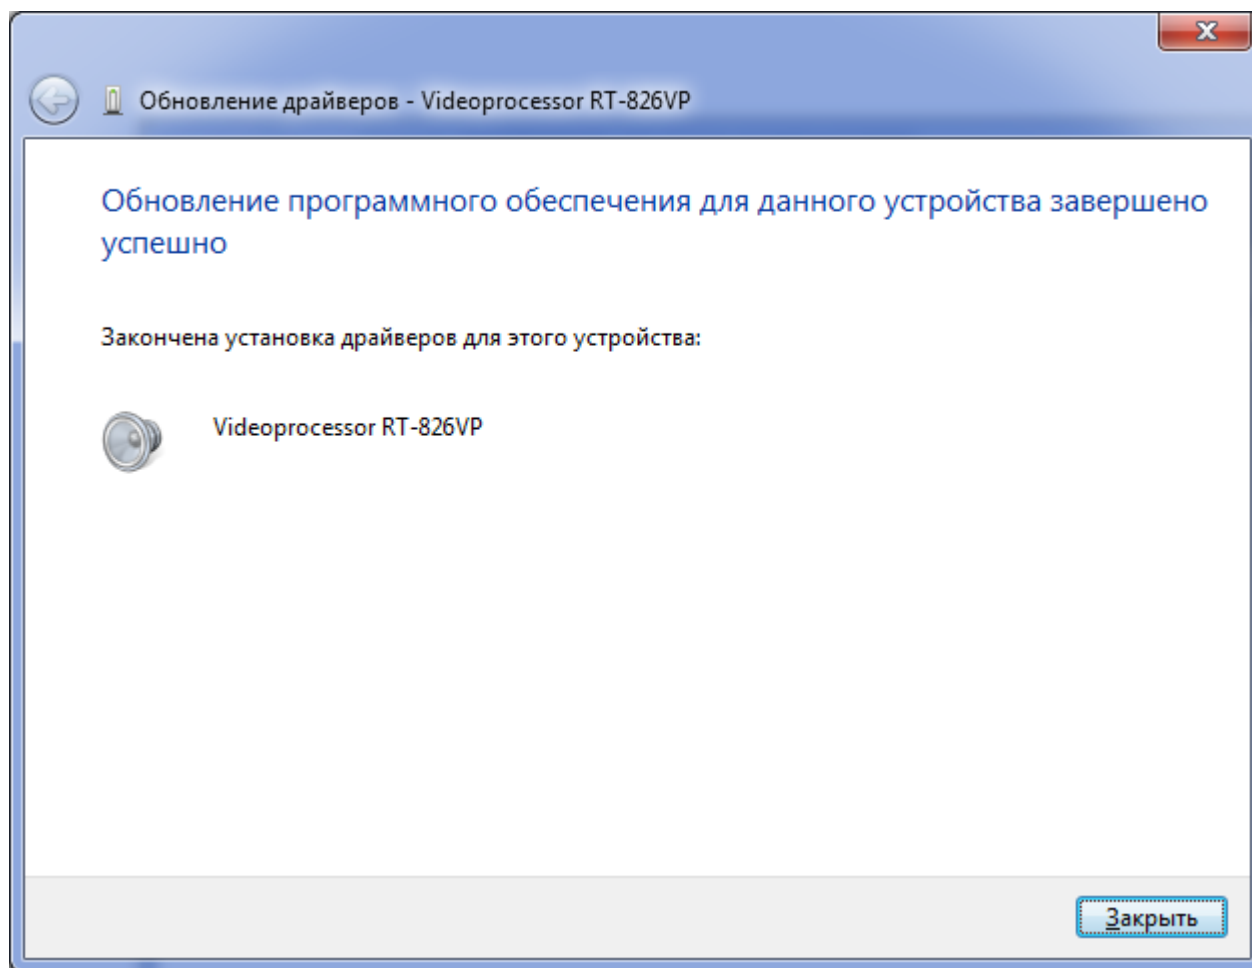 Обновление драйверов - Videoprocessor RT-826VP
Обновление программного обеспечения для данного устройства завершено
успешно
Закончена установка драйверов для этого устройства:
Videoprocessor RT-826VP
Закрыть